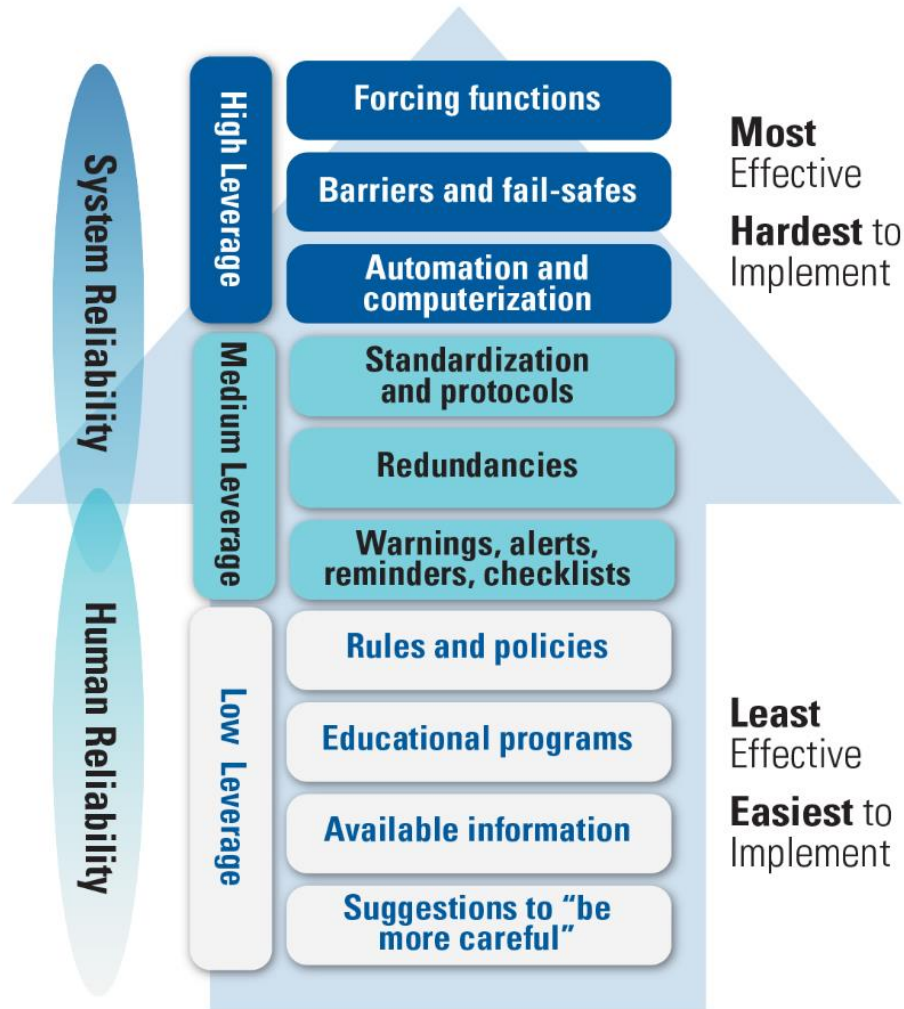 System Reliability
Human Reliability
High Leverage
Forcing functions
Barriers and fail-safes
Automation and
computerization
Medium Leverage
Standardization
and protocols
Redundancies
Warnings, alerts,
reminders, checklists
Low Leverage
Rules and policies
Educational programs
Available information
Suggestions to “be
more careful”
Most
Effective
Hardest to
Implement
Least
Effective
Easiest to
Implement